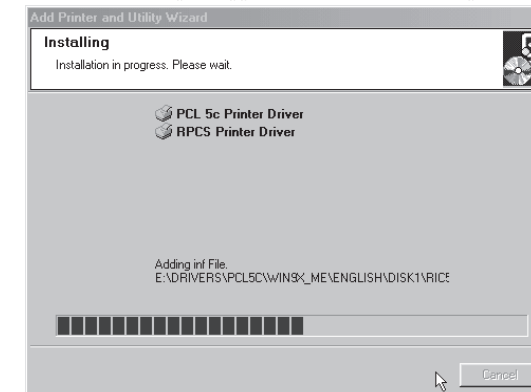 Add Printer and Utility Wizard
Installing
Installation in progress. Please wait.
PCL 5c Printer Driver
RPCS Printer Driver
Adding inf File.
E:\DRIVERS\PCL5C\WIN9X_ME\ENGLISH\DISK1\RIC5
Cancel